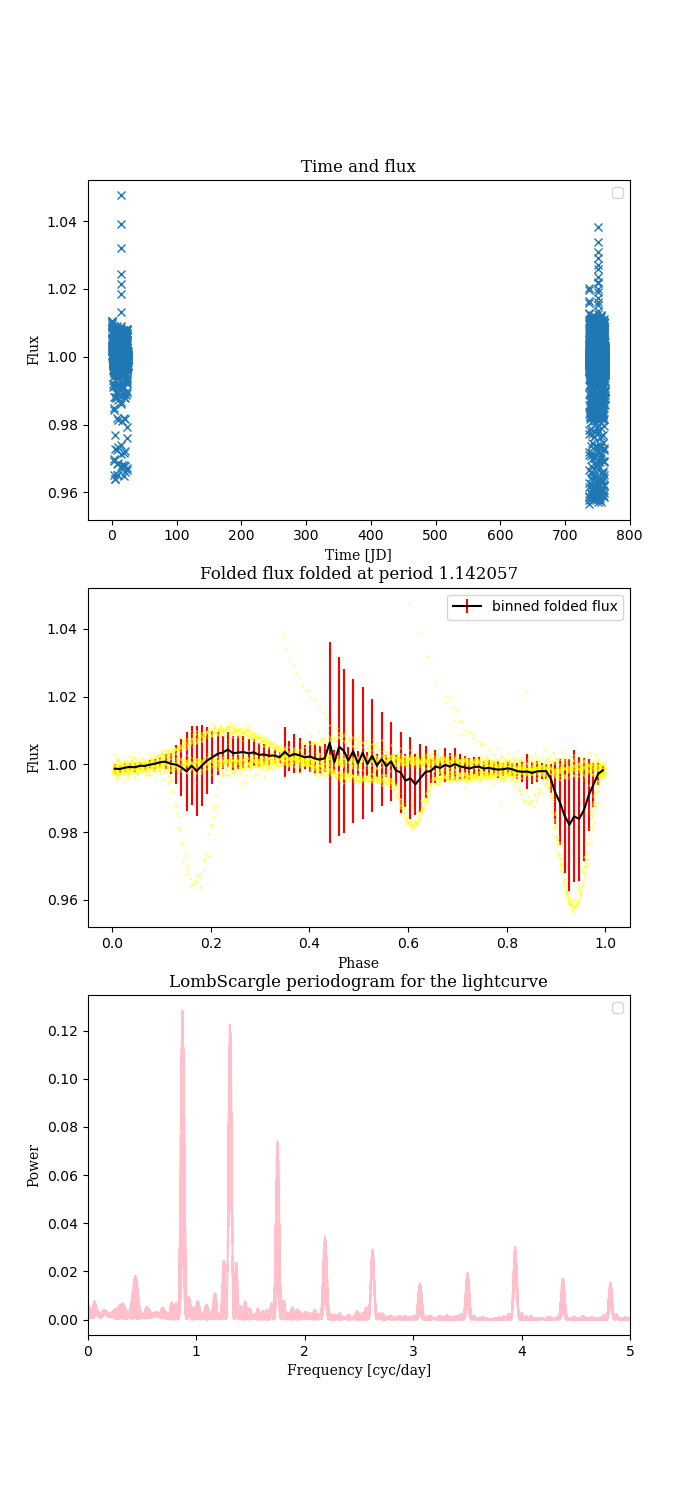 Time and flux
1.04
1.02
1.00
0.98
0.96
Flux
0 100 200 300 400 500 600 700 800
Time [JD]
Folded flux folded at period 1.142057
binned folded flux
1.04
1.02
1.00
0.98
0.96
Flux
0.0 0.2 0.4 0.6 0.8 1.0
Phase
LombScargle periodogram for the lightcurve
0.12
0.10
0.08
0.06
0.04
0.02
0.00
Power
0 1 2 3 4 5
Frequency [cyc/day]